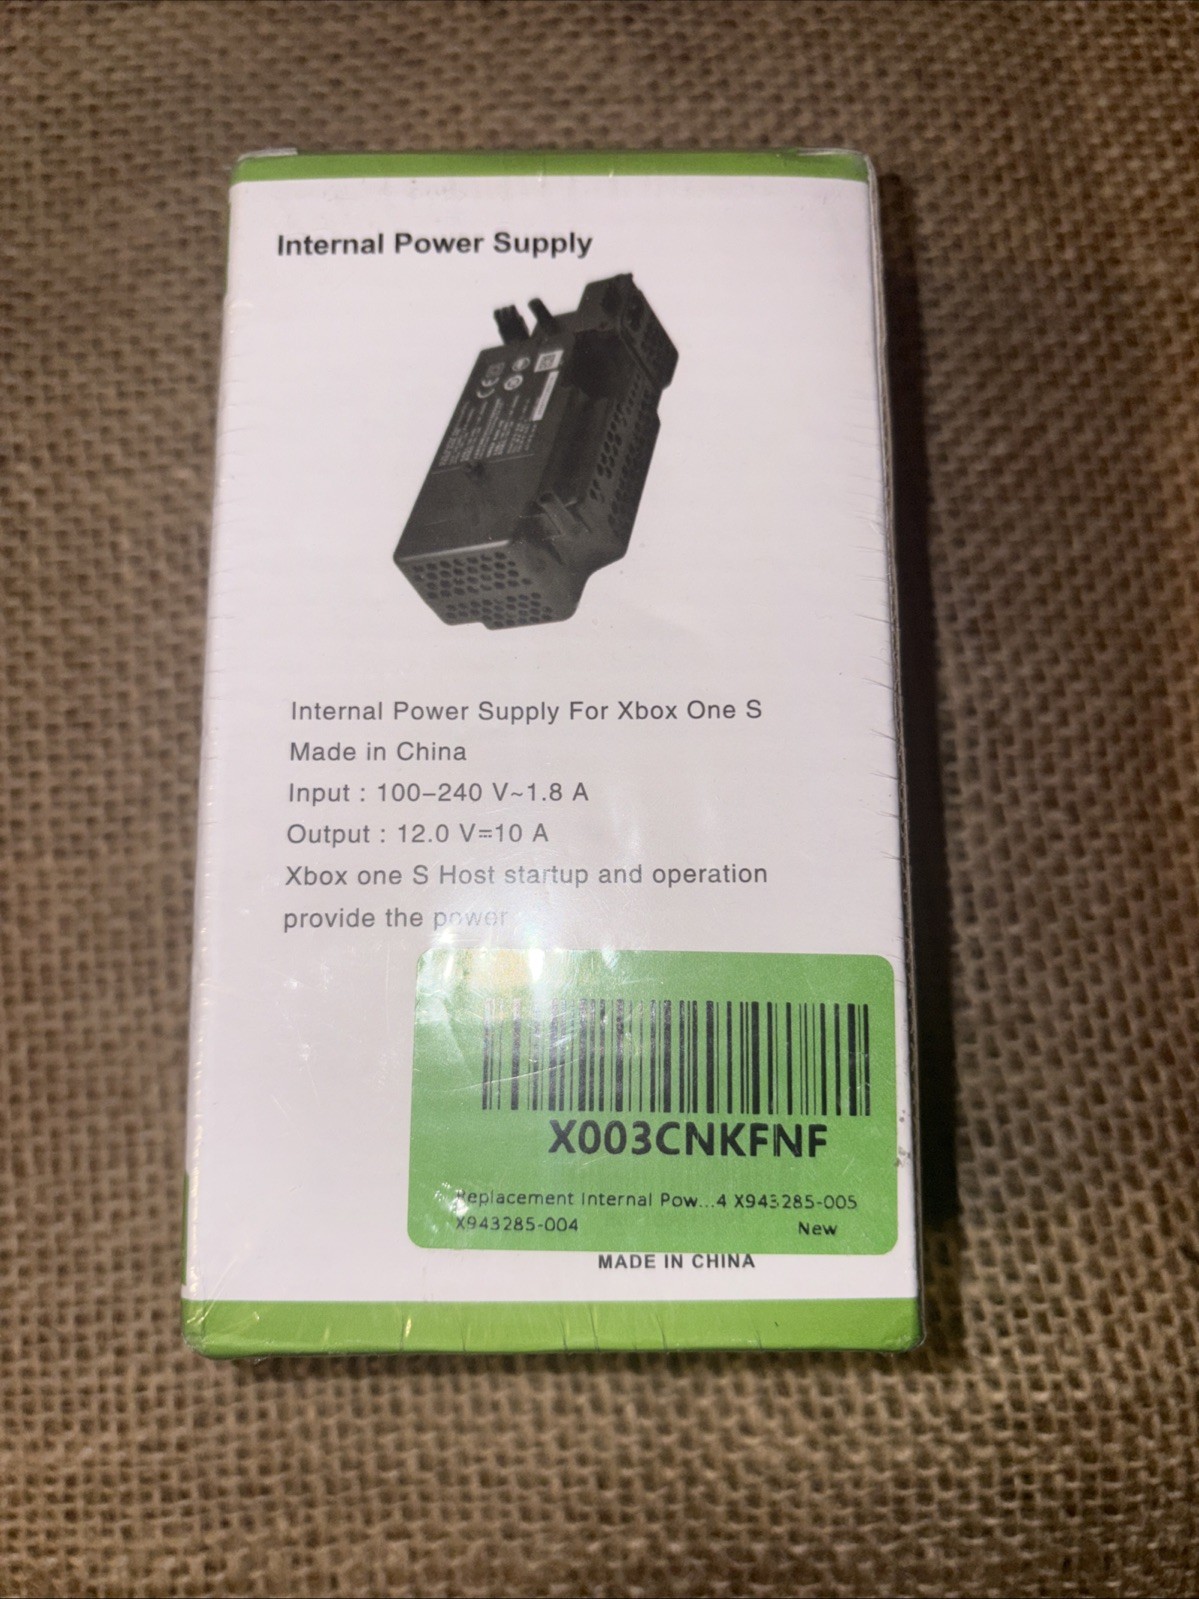 Internal Power Supply
Internal Power Supply For Xbox One S
Made in China
Input : 100–240 V~1.8 A
Output : 12.0 V=10 A
Xbox one S Host startup and operation
provide the power
X003CNKFNF
Replacement Internal Pow...4 X943285-005
X943285-004 New
MADE IN CHINA